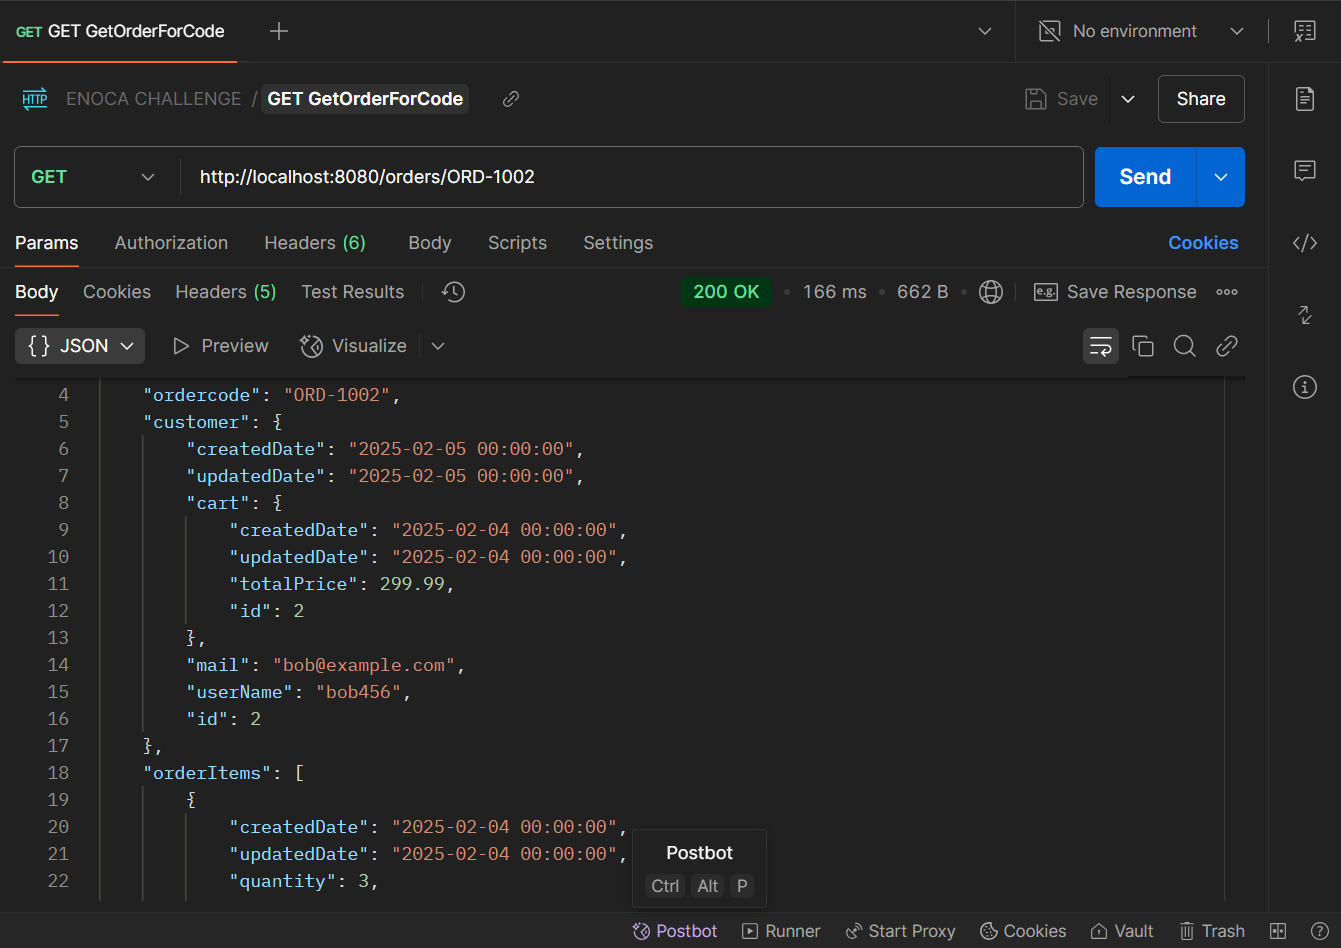 GET GET GetOrderForCode
No environment
HTTP ENOCA CHALLENGE / GET GetOrderForCode
Save
Share
GET http://localhost:8080/orders/ORD-1002
Send
Params Authorization Headers (6) Body Scripts Settings Cookies
Body Cookies Headers (5) Test Results 200 OK • 166 ms • 662 B • e.g. Save Response
{} JSON Preview Visualize
4 "ordercode": "ORD-1002",
5 "customer": {
6 "createdDate": "2025-02-05 00:00:00",
7 "updatedDate": "2025-02-05 00:00:00",
8 "cart": {
9 "createdDate": "2025-02-04 00:00:00",
10 "updatedDate": "2025-02-04 00:00:00",
11 "totalPrice": 299.99,
12 "id": 2
13 },
14 "mail": "bob@example.com",
15 "userName": "bob456",
16 "id": 2
17 },
18 "orderItems": [
19 {
20 "createdDate": "2025-02-04 00:00:00",
21 "updatedDate": "2025-02-04 00:00:00",
22 "quantity": 3,
Postbot
Ctrl Alt P
Postbot Runner Start Proxy Cookies Vault Trash